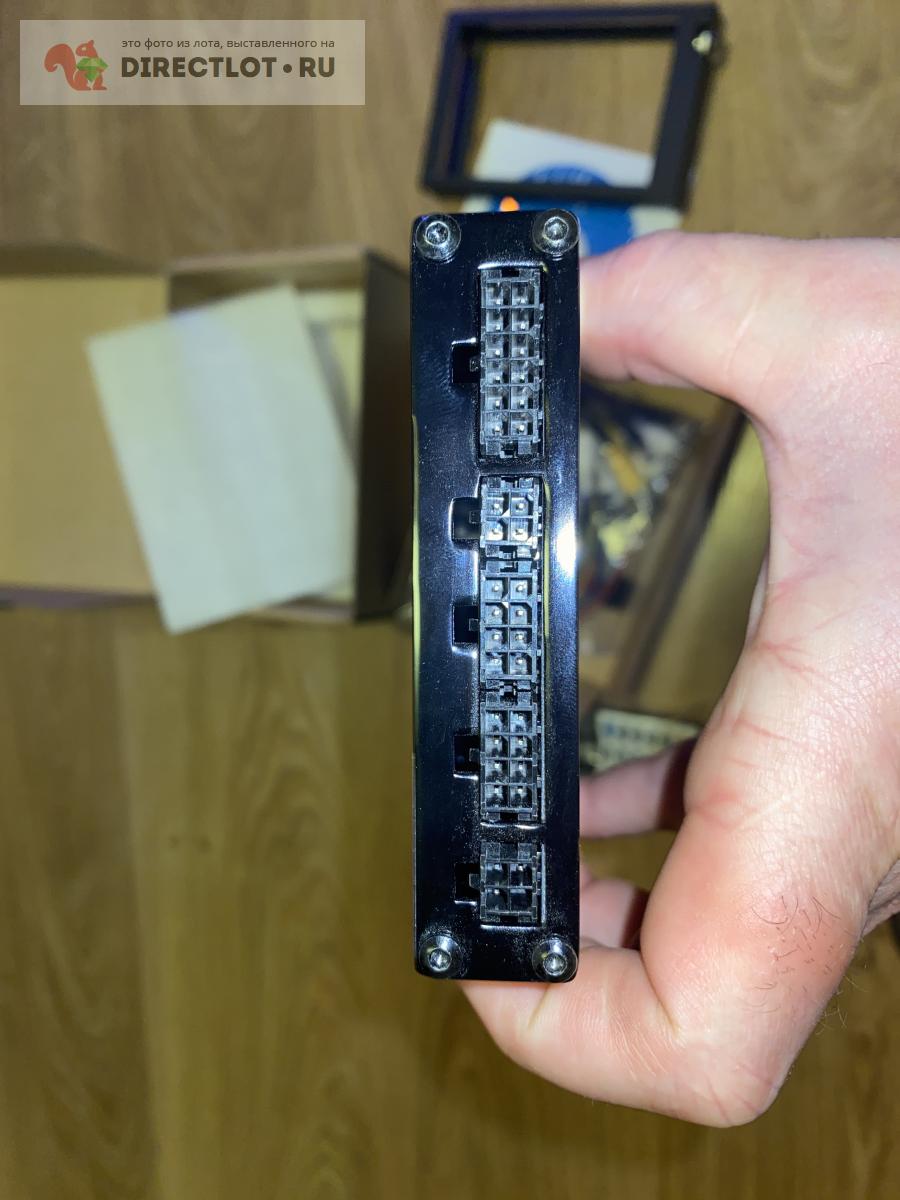 это фото из лота, выставленного на
DIRECTLOT•RU